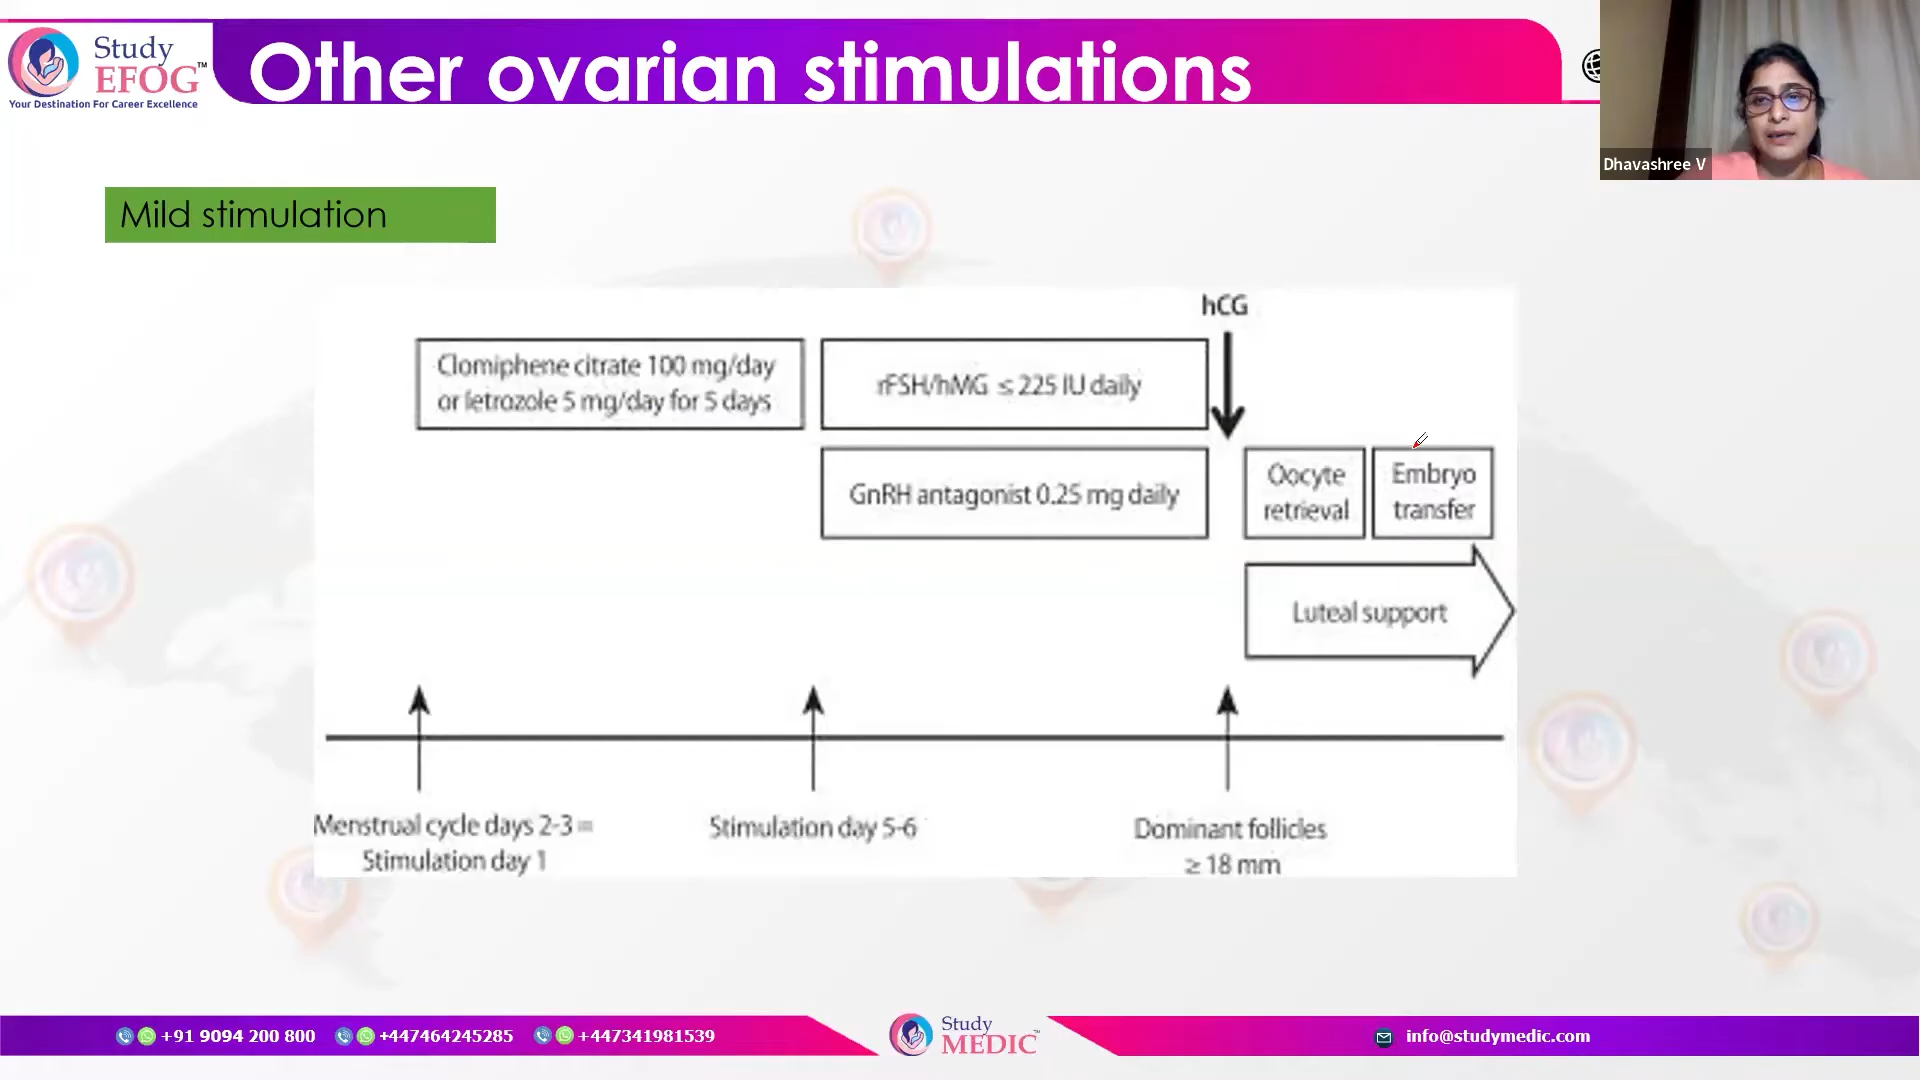 Study
EFOG™
Your Destination For Career Excellence
Other ovarian stimulations
Dhavashree V
Mild stimulation
hCG
Clomiphene citrate 100 mg/day
or letrozole 5 mg/day for 5 days
rFSH/hMG ≤ 225 IU daily
GnRH antagonist 0.25 mg daily
Oocyte
retrieval
Embryo
transfer
Luteal support
Menstrual cycle days 2-3 =
Stimulation day 1
Stimulation day 5-6
Dominant follicles
≥ 18 mm
+91 9094 200 800
+447464245285
+447341981539
Study
MEDIC™
info@studymedic.com